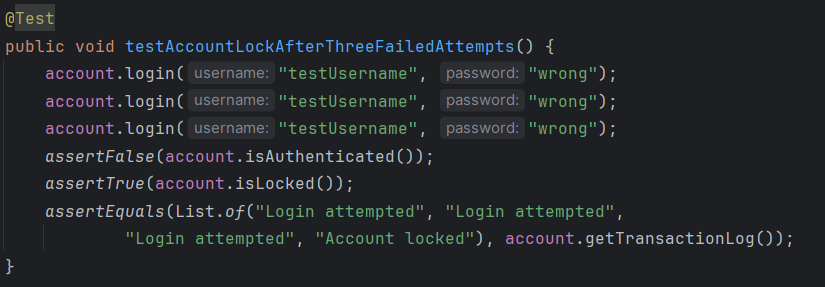 @Test
public void testAccountLockAfterThreeFailedAttempts() {
    account.login( username: "testUsername", password: "wrong");
    account.login( username: "testUsername", password: "wrong");
    account.login( username: "testUsername", password: "wrong");
    assertFalse(account.isAuthenticated());
    assertTrue(account.isLocked());
    assertEquals(List.of("Login attempted", "Login attempted",
            "Login attempted", "Account locked"), account.getTransactionLog());
}